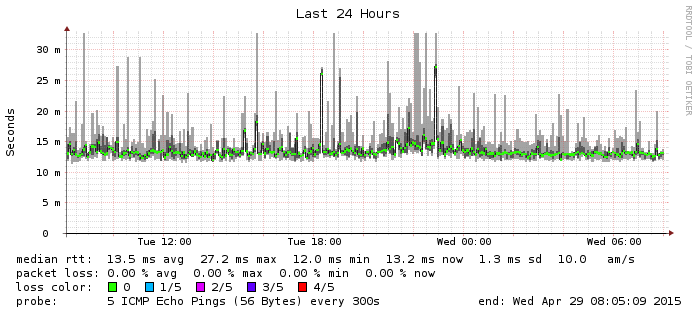 Last 24 Hours
RRDTOOL / TOBI OETIKER
Seconds
30 m
25 m
20 m
15 m
10 m
5 m
0
Tue 12:00 Tue 18:00 Wed 00:00 Wed 06:00
median rtt: 13.5 ms avg 27.2 ms max 12.0 ms min 13.2 ms now 1.3 ms sd 10.0 am/s
packet loss: 0.00 % avg 0.00 % max 0.00 % min 0.00 % now
loss color: 0 1/5 2/5 3/5 4/5
probe: 5 ICMP Echo Pings (56 Bytes) every 300s end: Wed Apr 29 08:05:09 2015